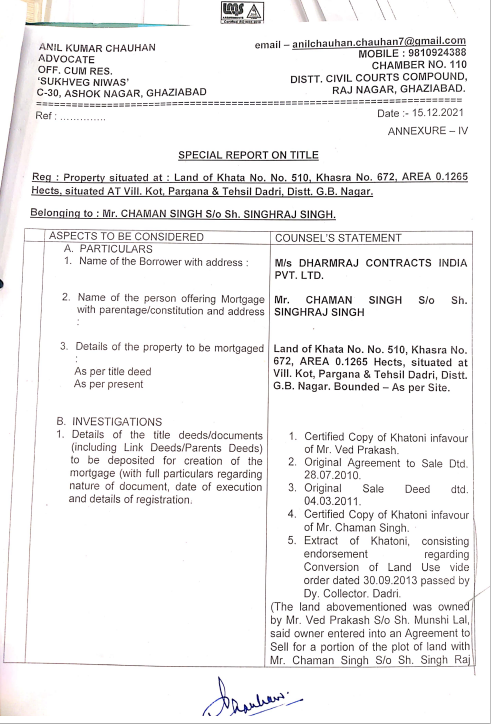 ANIL KUMAR CHAUHAN
ADVOCATE
OFF. CUM RES.
'SUKHVEG NIWAS'
C-30, ASHOK NAGAR, GHAZIABAD
email – anilchauhan.chauhan7@gmail.com
MOBILE : 9810924388
CHAMBER NO. 110
DISTT. CIVIL COURTS COMPOUND,
RAJ NAGAR, GHAZIABAD.
Ref : …………..
Date :- 15.12.2021
ANNEXURE – IV
SPECIAL REPORT ON TITLE
Reg : Property situated at : Land of Khata No. No. 510, Khasra No. 672, AREA 0.1265
Hects, situated AT Vill. Kot, Pargana & Tehsil Dadri, Distt. G.B. Nagar.
Belonging to : Mr. CHAMAN SINGH S/o Sh. SINGHRAJ SINGH.
ASPECTS TO BE CONSIDERED
COUNSEL'S STATEMENT
A. PARTICULARS
1. Name of the Borrower with address :
M/s DHARMRAJ CONTRACTS INDIA
PVT. LTD.
2. Name of the person offering Mortgage
with parentage/constitution and address
:
Mr. CHAMAN SINGH S/o Sh.
SINGHRAJ SINGH
3. Details of the property to be mortgaged
:
As per title deed
As per present
Land of Khata No. No. 510, Khasra No.
672, AREA 0.1265 Hects, situated at
Vill. Kot, Pargana & Tehsil Dadri, Distt.
G.B. Nagar. Bounded – As per Site.
B. INVESTIGATIONS
1. Details of the title deeds/documents
(including Link Deeds/Parents Deeds)
to be deposited for creation of the
mortgage (with full particulars regarding
nature of document, date of execution
and details of registration.
1. Certified Copy of Khatoni infavour
of Mr. Ved Prakash.
2. Original Agreement to Sale Dtd.
28.07.2010.
3. Original Sale Deed dtd.
04.03.2011.
4. Certified Copy of Khatoni infavour
of Mr. Chaman Singh.
5. Extract of Khatoni, consisting
endorsement regarding
Conversion of Land Use vide
order dated 30.09.2013 passed by
Dy. Collector. Dadri.
(The land abovementioned was owned
by Mr. Ved Prakash S/o Sh. Munshi Lal,
said owner entered into an Agreement to
Sell for a portion of the plot of land with
Mr. Chaman Singh S/o Sh. Singh Raj